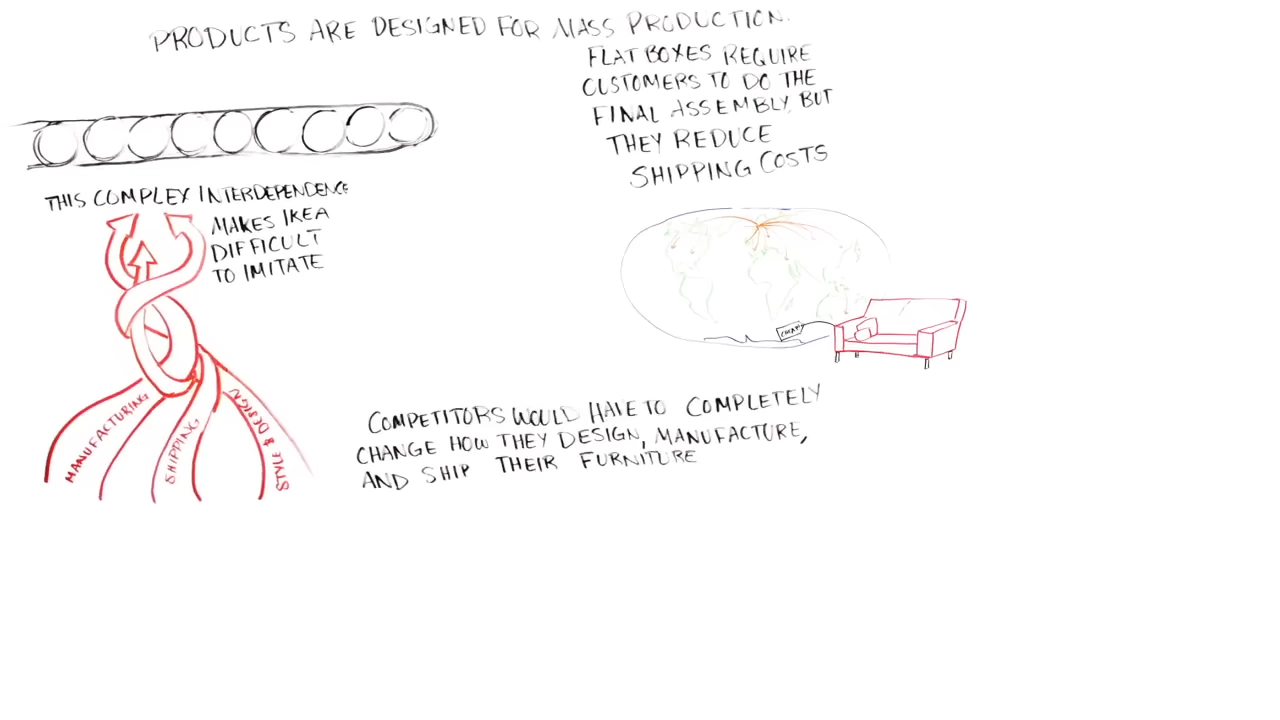 PRODUCTS ARE DESIGNED FOR MASS PRODUCTION.
FLAT BOXES REQUIRE
CUSTOMERS TO DO THE
FINAL ASSEMBLY, BUT
THEY REDUCE
SHIPPING COSTS
THIS COMPLEX INTERDEPENDENCE
MAKES IKEA
DIFFICULT
TO IMITATE
MANUFACTURING
SHIPPING
STYLE & DESIGN
COMPETITORS WOULD HAVE TO COMPLETELY
CHANGE HOW THEY DESIGN, MANUFACTURE,
AND SHIP THEIR FURNITURE